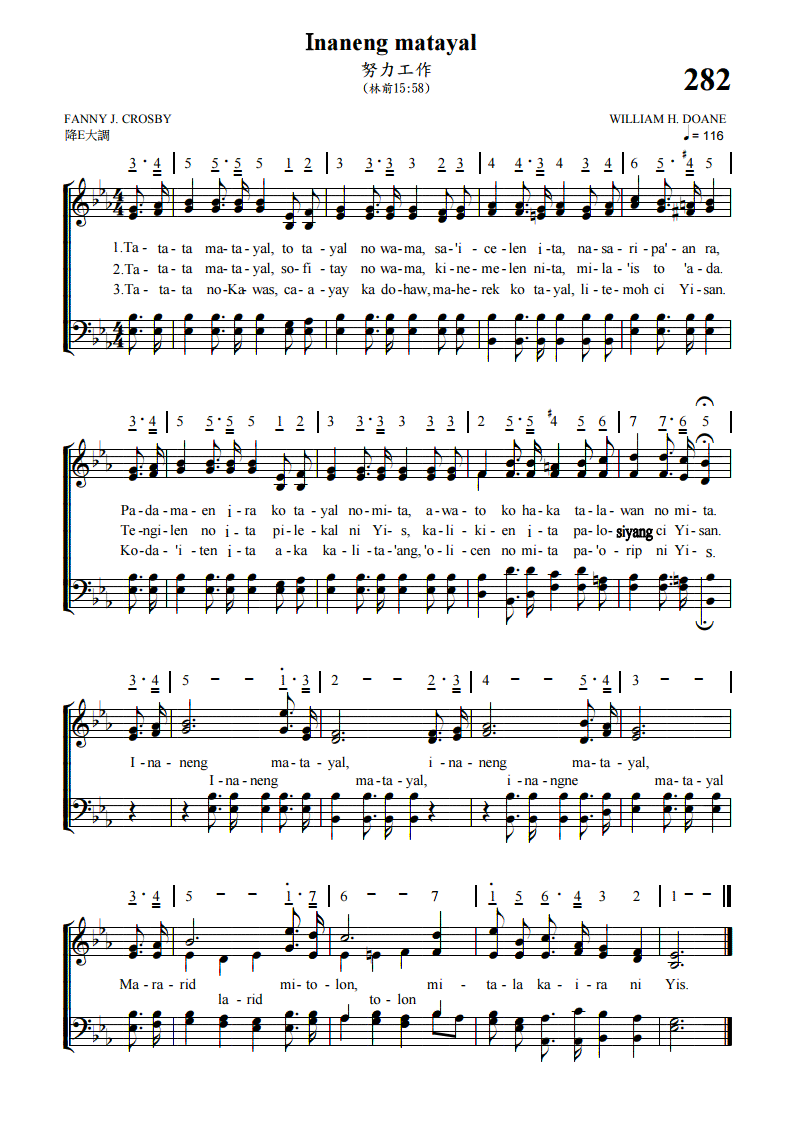 Inaneng matayal
努力工作
(林前15:58)
282
FANNY J. CROSBY
WILLIAM H. DOANE
降E大調
♩= 116
3 · 4 | 5 5 · 5 5 1 2 | 3 3 · 3 3 2 3 | 4 4 · 3 4 3 4 | 6 5 · #4 5 |
1.Ta - ta - ta ma - ta - yal, to ta - yal no wa - ma, sa - 'i - ce - len i - ta, na - sa - ri - pa' - an ra,
2.Ta - ta - ta ma - ta - yal, so - fi - tay no wa - ma, ki - ne - me - len ni - ta, mi - la - 'is to 'a - da.
3.Ta - ta - ta no - Ka - was, ca - a - yay ka do - haw, ma - he - rek ko ta - yal, li - te - moh ci Yi - san.
3 · 4 | 5 5 · 5 5 1 2 | 3 3 · 3 3 3 3 | 2 5 · 5 #4 5 6 | 7 7 · 6 5 |
Pa - da - ma - en i - ra ko ta - yal no - mi - ta, a - wa - to ko ha - ka ta - la - wan no mi - ta.
Te - ngi - len no i - ta pi - le - kal ni Yi - s, ka - li - ki - en i - ta pa - lo - siyang ci Yi - san.
Ko - da - 'i - ten i - ta a - ka ka - li - ta - 'ang, 'o - li - cen no mi - ta pa - 'o - rip ni Yi - s.
3 · 4 | 5 - - 1 · 3 | 2 - - 2 · 3 | 4 - - 5 · 4 | 3 - -
I - na - neng ma - ta - yal, i - na - neng ma - ta - yal,
I - na - neng ma - ta - yal, i - na - ngne ma - ta - yal
3 · 4 | 5 - - 1 · 7 | 6 - - 7 | 1 5 6 · 4 3 2 | 1 - -
Ma - ra - rid mi - to - lon, mi - ta - la ka - i - ra ni Yis.
la - rid to - lon